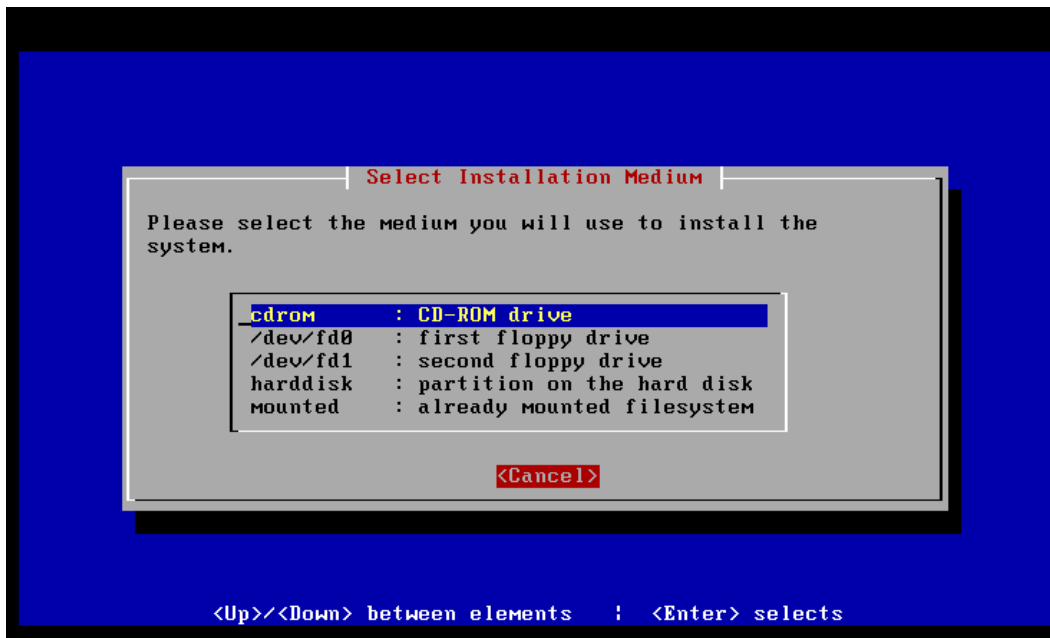 Select Installation Medium
Please select the medium you will use to install the
system.
cdrom : CD-ROM drive
/dev/fd0 : first floppy drive
/dev/fd1 : second floppy drive
harddisk : partition on the hard disk
mounted : already mounted filesystem
<Cancel>
<Up>/<Down> between elements ¦ <Enter> selects